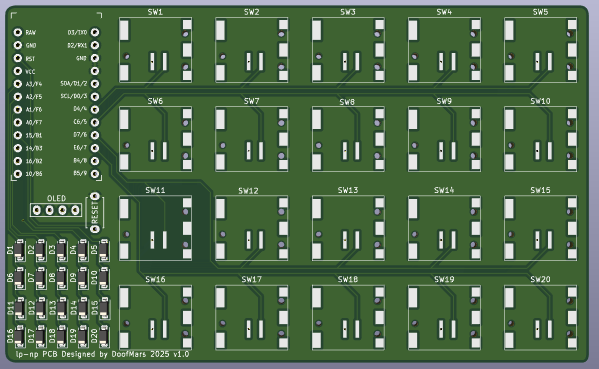 SW1 SW2 SW3 SW4 SW5
RAW D3/TX0
GND D2/RX1
RST GND
VCC
A3/F4 SDA/D1/2
A2/F5 SCL/D0/3
A1/F6 D4/4
A0/F7 C6/5
15/B1 D7/6
14/B3 E6/7
16/B2 B4/8
10/B6 B5/9
SW6 SW7 SW8 SW9 SW10
OLED
RESET
SW11 SW12 SW13 SW14 SW15
D1 D2 D3 D4 D5
D6 D7 D8 D9 D10
SW16 SW17 SW18 SW19 SW20
D11 D12 D13 D14 D15
D16 D17 D18 D19 D20
lp-np PCB Designed by DoofMars 2025 v1.0